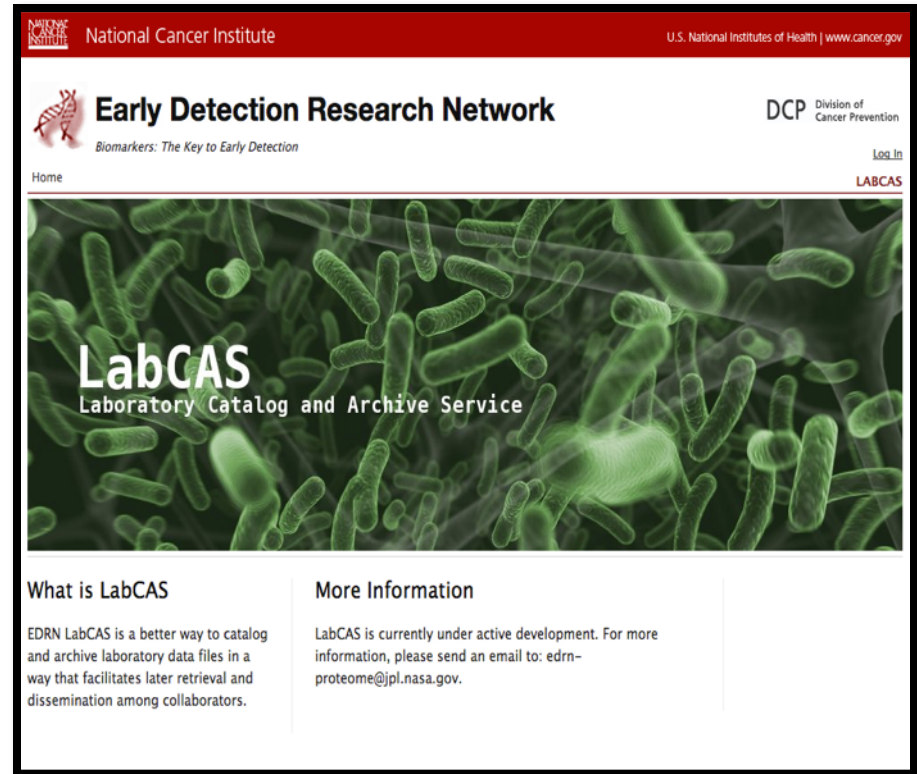 NATIONAL
CANCER
INSTITUTE
National Cancer Institute
U.S. National Institutes of Health | www.cancer.gov
Early Detection Research Network
Biomarkers: The Key to Early Detection
DCP Division of
Cancer Prevention
Log In
Home
LABCAS
LabCAS
Laboratory Catalog and Archive Service
What is LabCAS
EDRN LabCAS is a better way to catalog
and archive laboratory data files in a
way that facilitates later retrieval and
dissemination among collaborators.
More Information
LabCAS is currently under active development. For more
information, please send an email to: edrn-
proteome@jpl.nasa.gov.